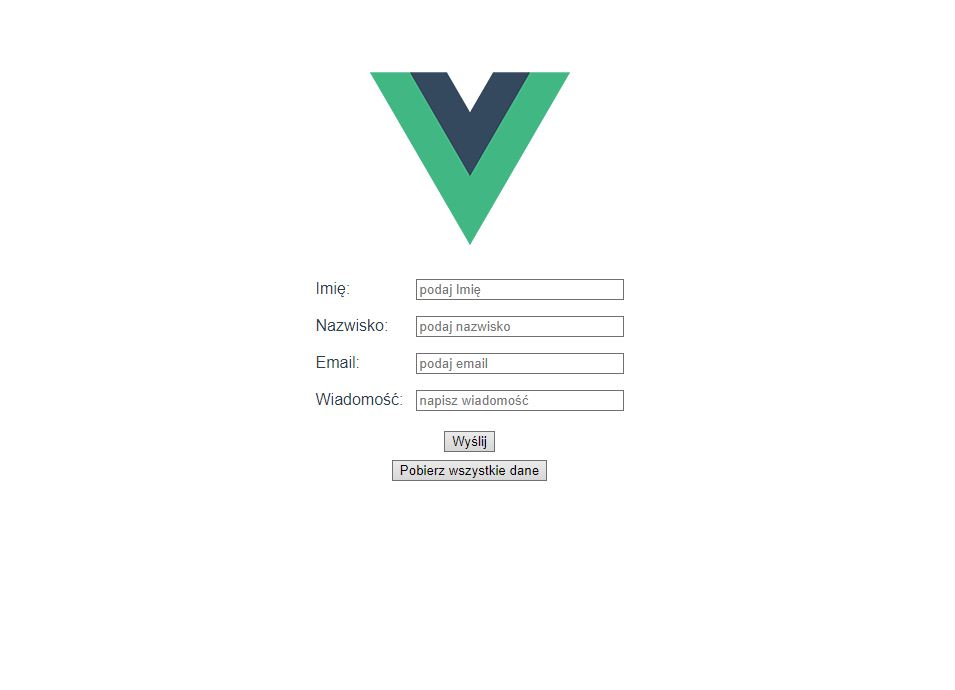 Imię: podaj Imię
Nazwisko: podaj nazwisko
Email: podaj email
Wiadomość: napisz wiadomość
Wyślij
Pobierz wszystkie dane